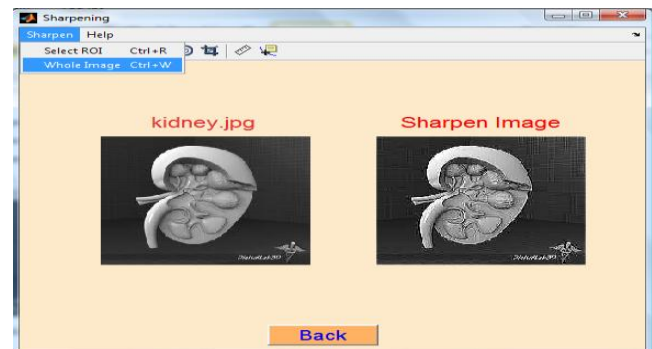 Sharpening
Sharpen Help
Select ROI Ctrl+R
Whole Image Ctrl+W
kidney.jpg Sharpen Image
Back